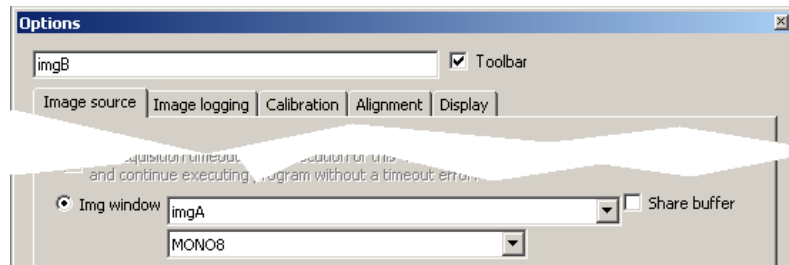 Options
imgB
Toolbar
Image source Image logging Calibration Alignment Display
and continue executing program without a timeout error.
Img window imgA Share buffer
MONO8